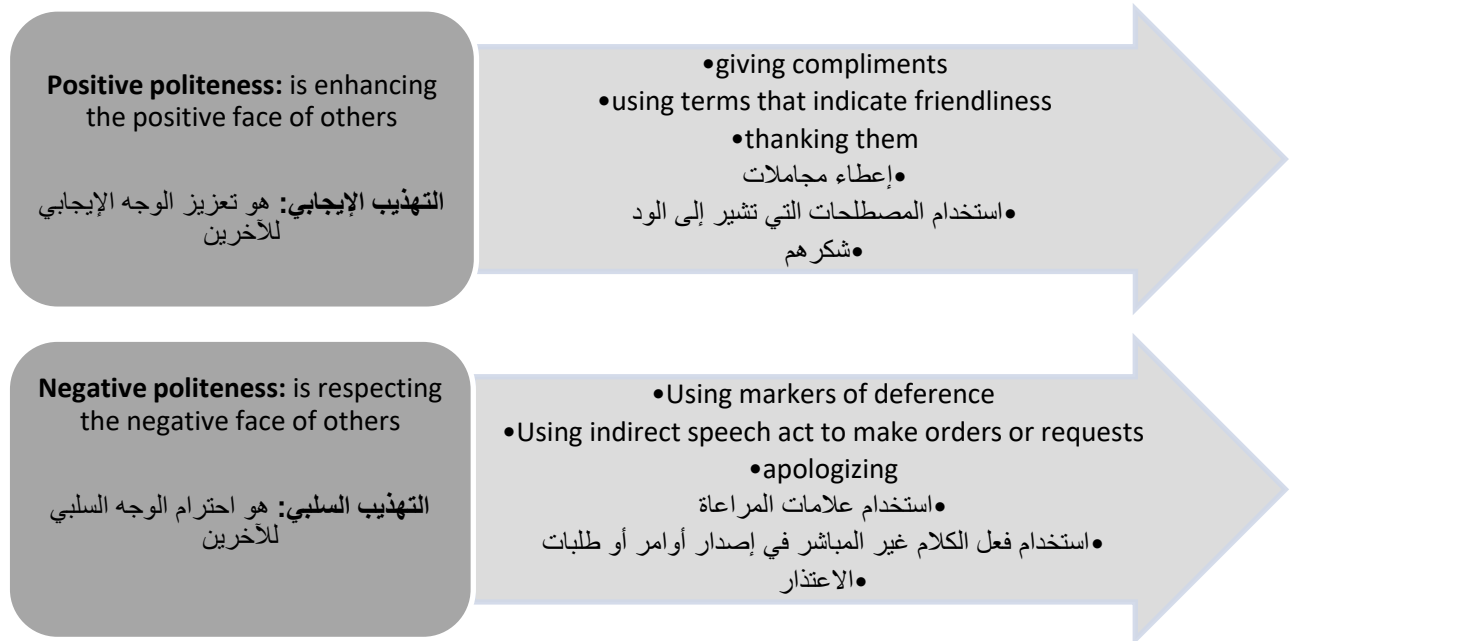 Positive politeness: is enhancing
the positive face of others
التهذيب الإيجابي: هو تعزيز الوجه الإيجابي
للآخرين
•giving compliments
•using terms that indicate friendliness
•thanking them
•إعطاء مجاملات
•استخدام المصطلحات التي تشير إلى الود
•شكرهم
Negative politeness: is respecting
the negative face of others
التهذيب السلبي: هو احترام الوجه السلبي
للآخرين
•Using markers of deference
•Using indirect speech act to make orders or requests
•apologizing
•استخدام علامات المراعاة
•استخدام فعل الكلام غير المباشر في إصدار أوامر أو طلبات
•الاعتذار